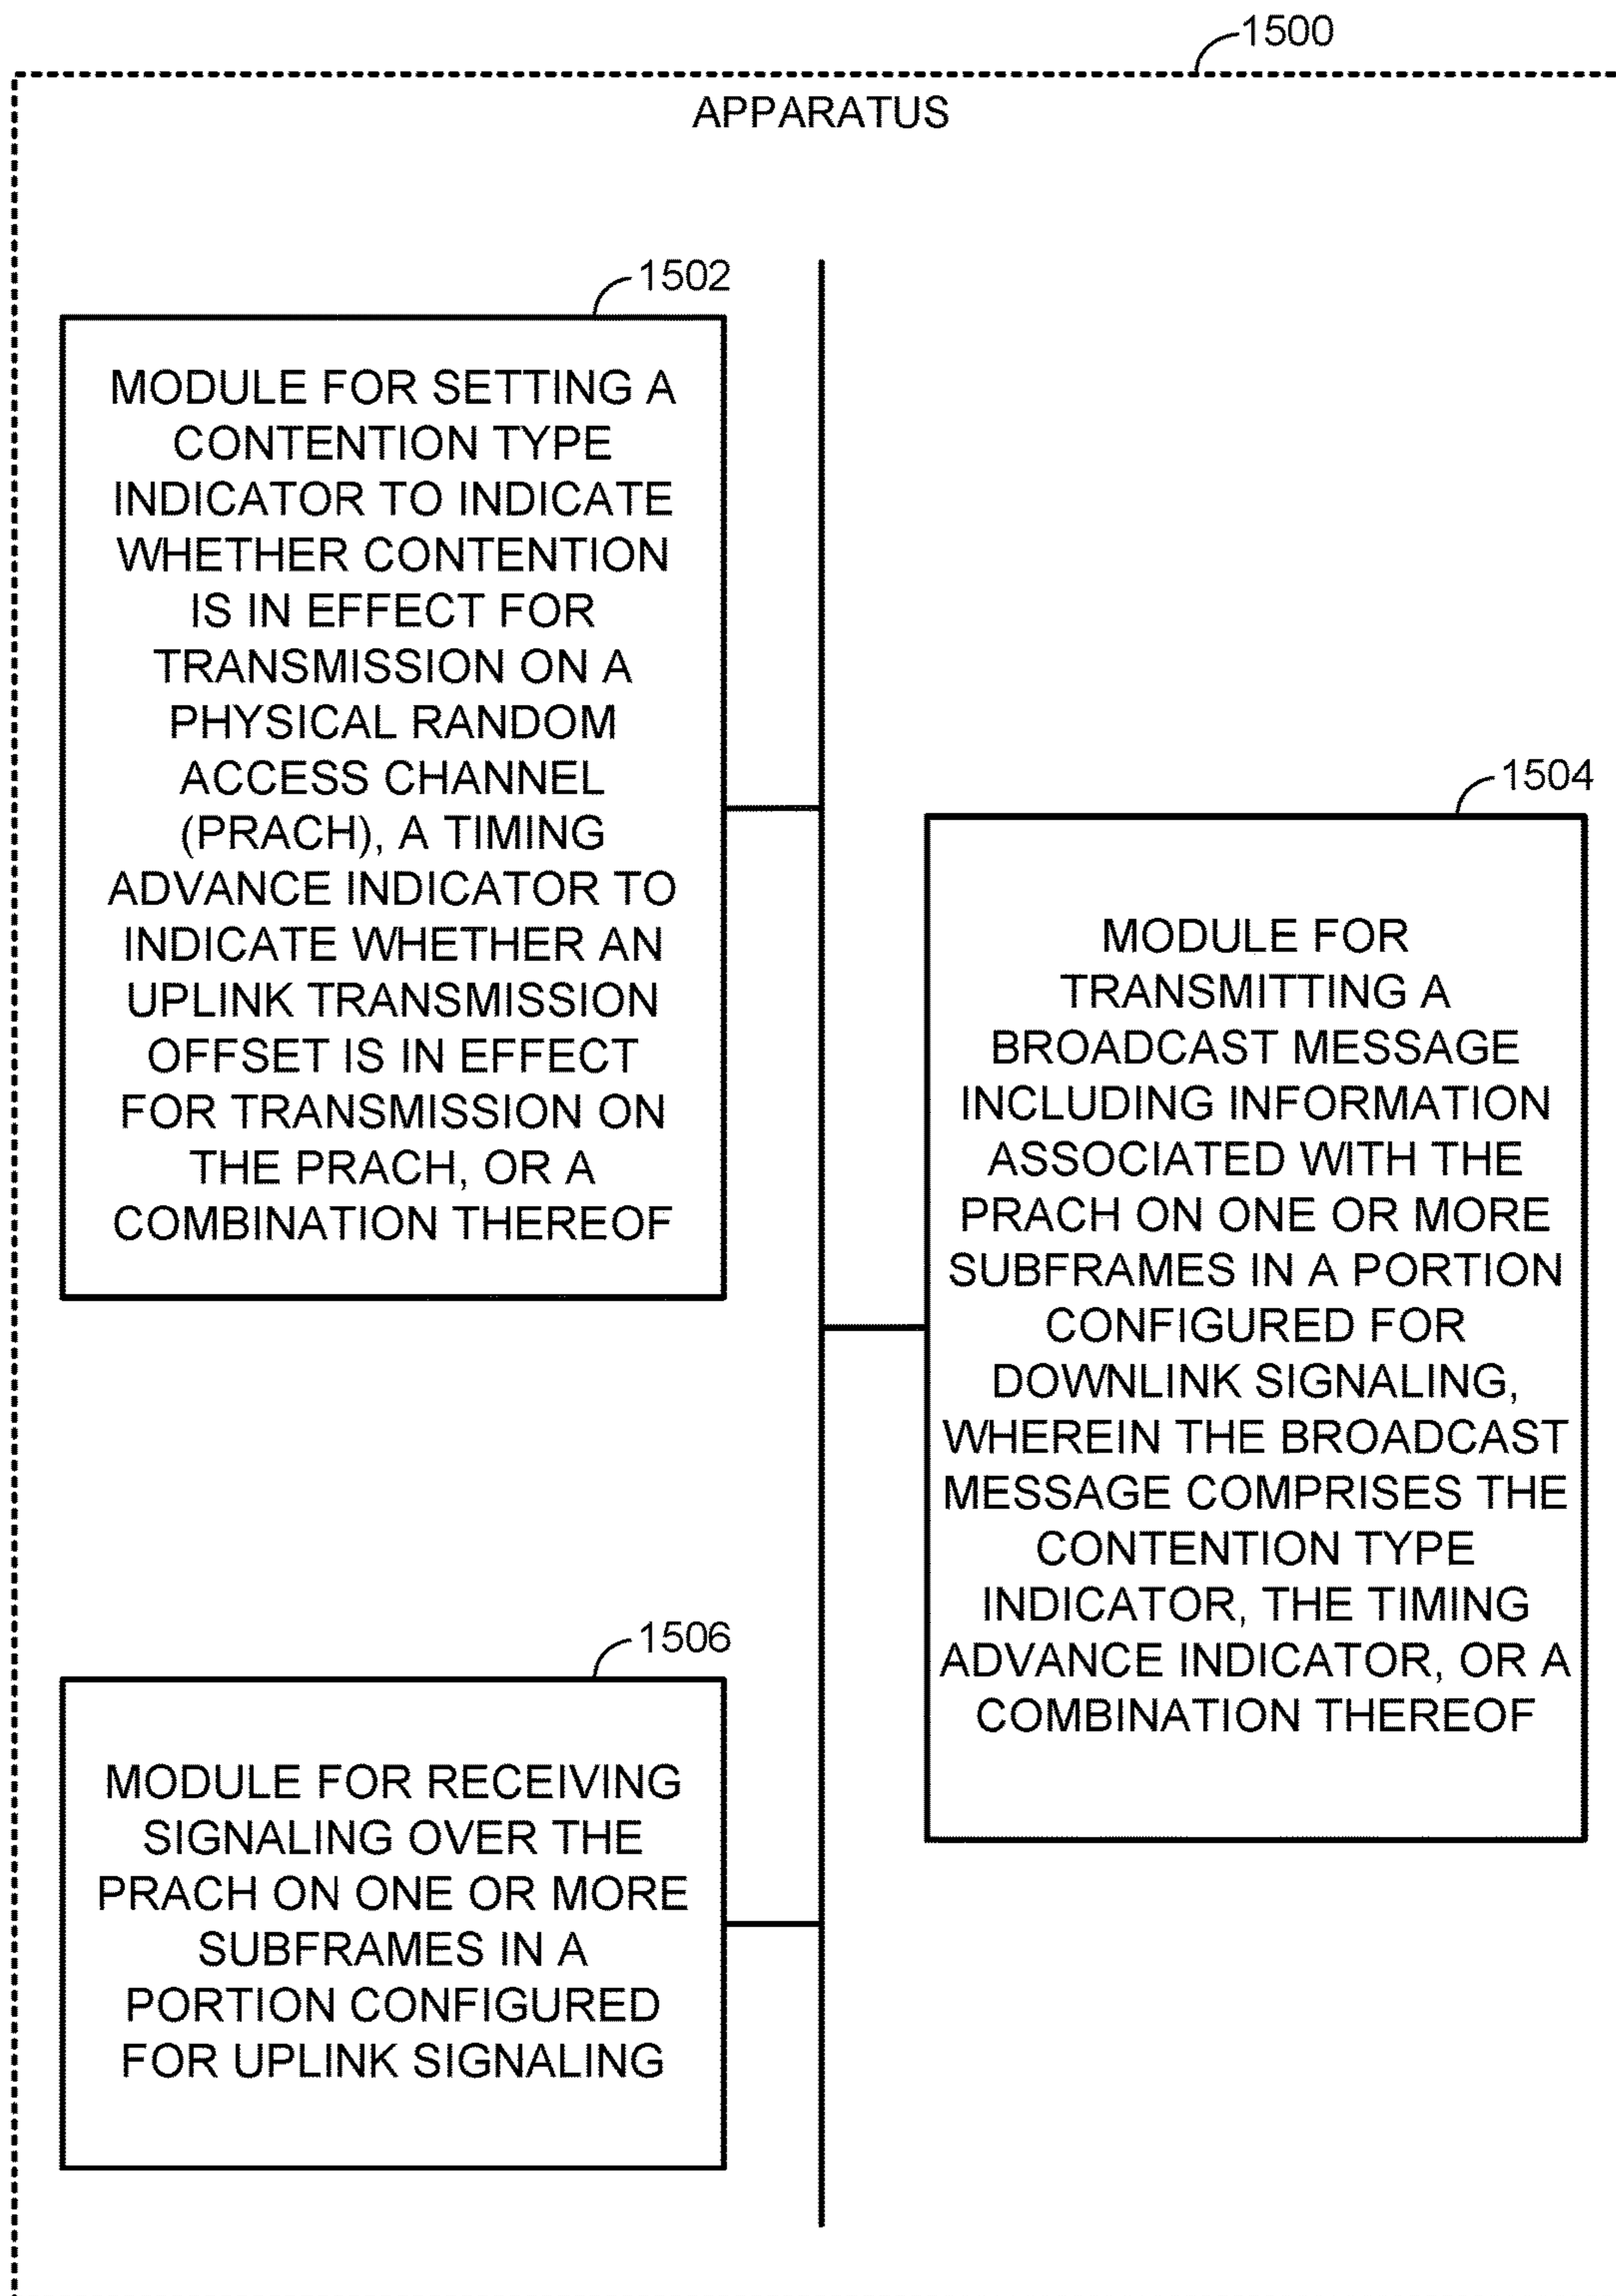 1500
APPARATUS
1502
MODULE FOR SETTING A
CONTENTION TYPE
INDICATOR TO INDICATE
WHETHER CONTENTION
IS IN EFFECT FOR
TRANSMISSION ON A
PHYSICAL RANDOM
ACCESS CHANNEL
(PRACH), A TIMING
ADVANCE INDICATOR TO
INDICATE WHETHER AN
UPLINK TRANSMISSION
OFFSET IS IN EFFECT
FOR TRANSMISSION ON
THE PRACH, OR A
COMBINATION THEREOF
1504
MODULE FOR
TRANSMITTING A
BROADCAST MESSAGE
INCLUDING INFORMATION
ASSOCIATED WITH THE
PRACH ON ONE OR MORE
SUBFRAMES IN A PORTION
CONFIGURED FOR
DOWNLINK SIGNALING,
WHEREIN THE BROADCAST
MESSAGE COMPRISES THE
CONTENTION TYPE
INDICATOR, THE TIMING
ADVANCE INDICATOR, OR A
COMBINATION THEREOF
1506
MODULE FOR RECEIVING
SIGNALING OVER THE
PRACH ON ONE OR MORE
SUBFRAMES IN A
PORTION CONFIGURED
FOR UPLINK SIGNALING